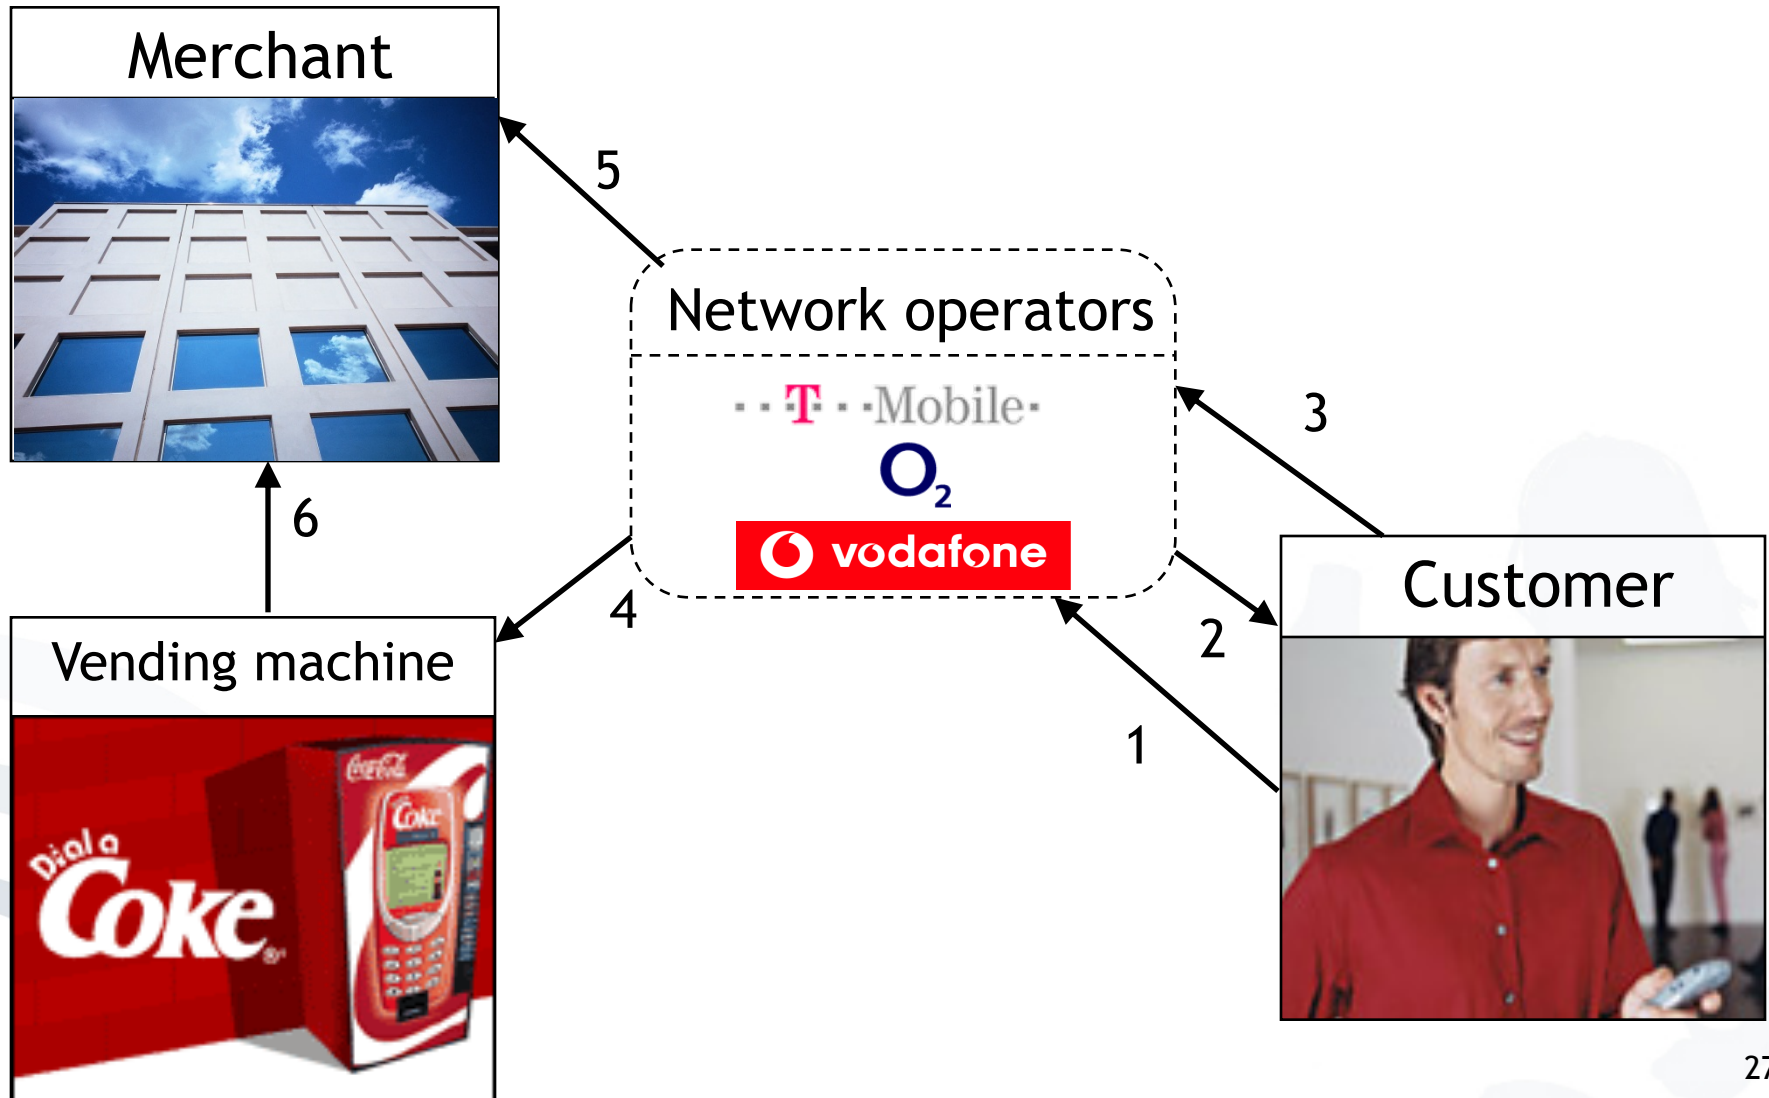 Merchant
5
Network operators
T Mobile
O2
vodafone
3
6
4
2
1
Customer
Vending machine
Coca-Cola
Coke
Dial a
Coke®
27